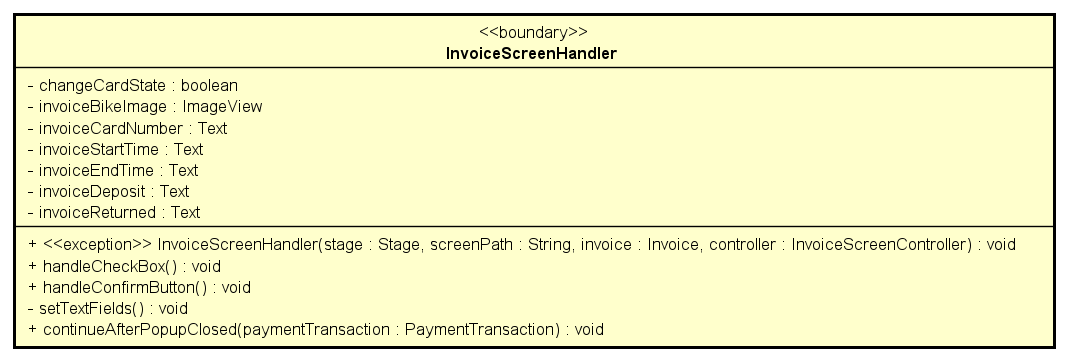 <<boundary>>
InvoiceScreenHandler
- changeCardState : boolean
- invoiceBikeImage : ImageView
- invoiceCardNumber : Text
- invoiceStartTime : Text
- invoiceEndTime : Text
- invoiceDeposit : Text
- invoiceReturned : Text
+ <<exception>> InvoiceScreenHandler(stage : Stage, screenPath : String, invoice : Invoice, controller : InvoiceScreenController) : void
+ handleCheckBox() : void
+ handleConfirmButton() : void
- setTextFields() : void
+ continueAfterPopupClosed(paymentTransaction : PaymentTransaction) : void